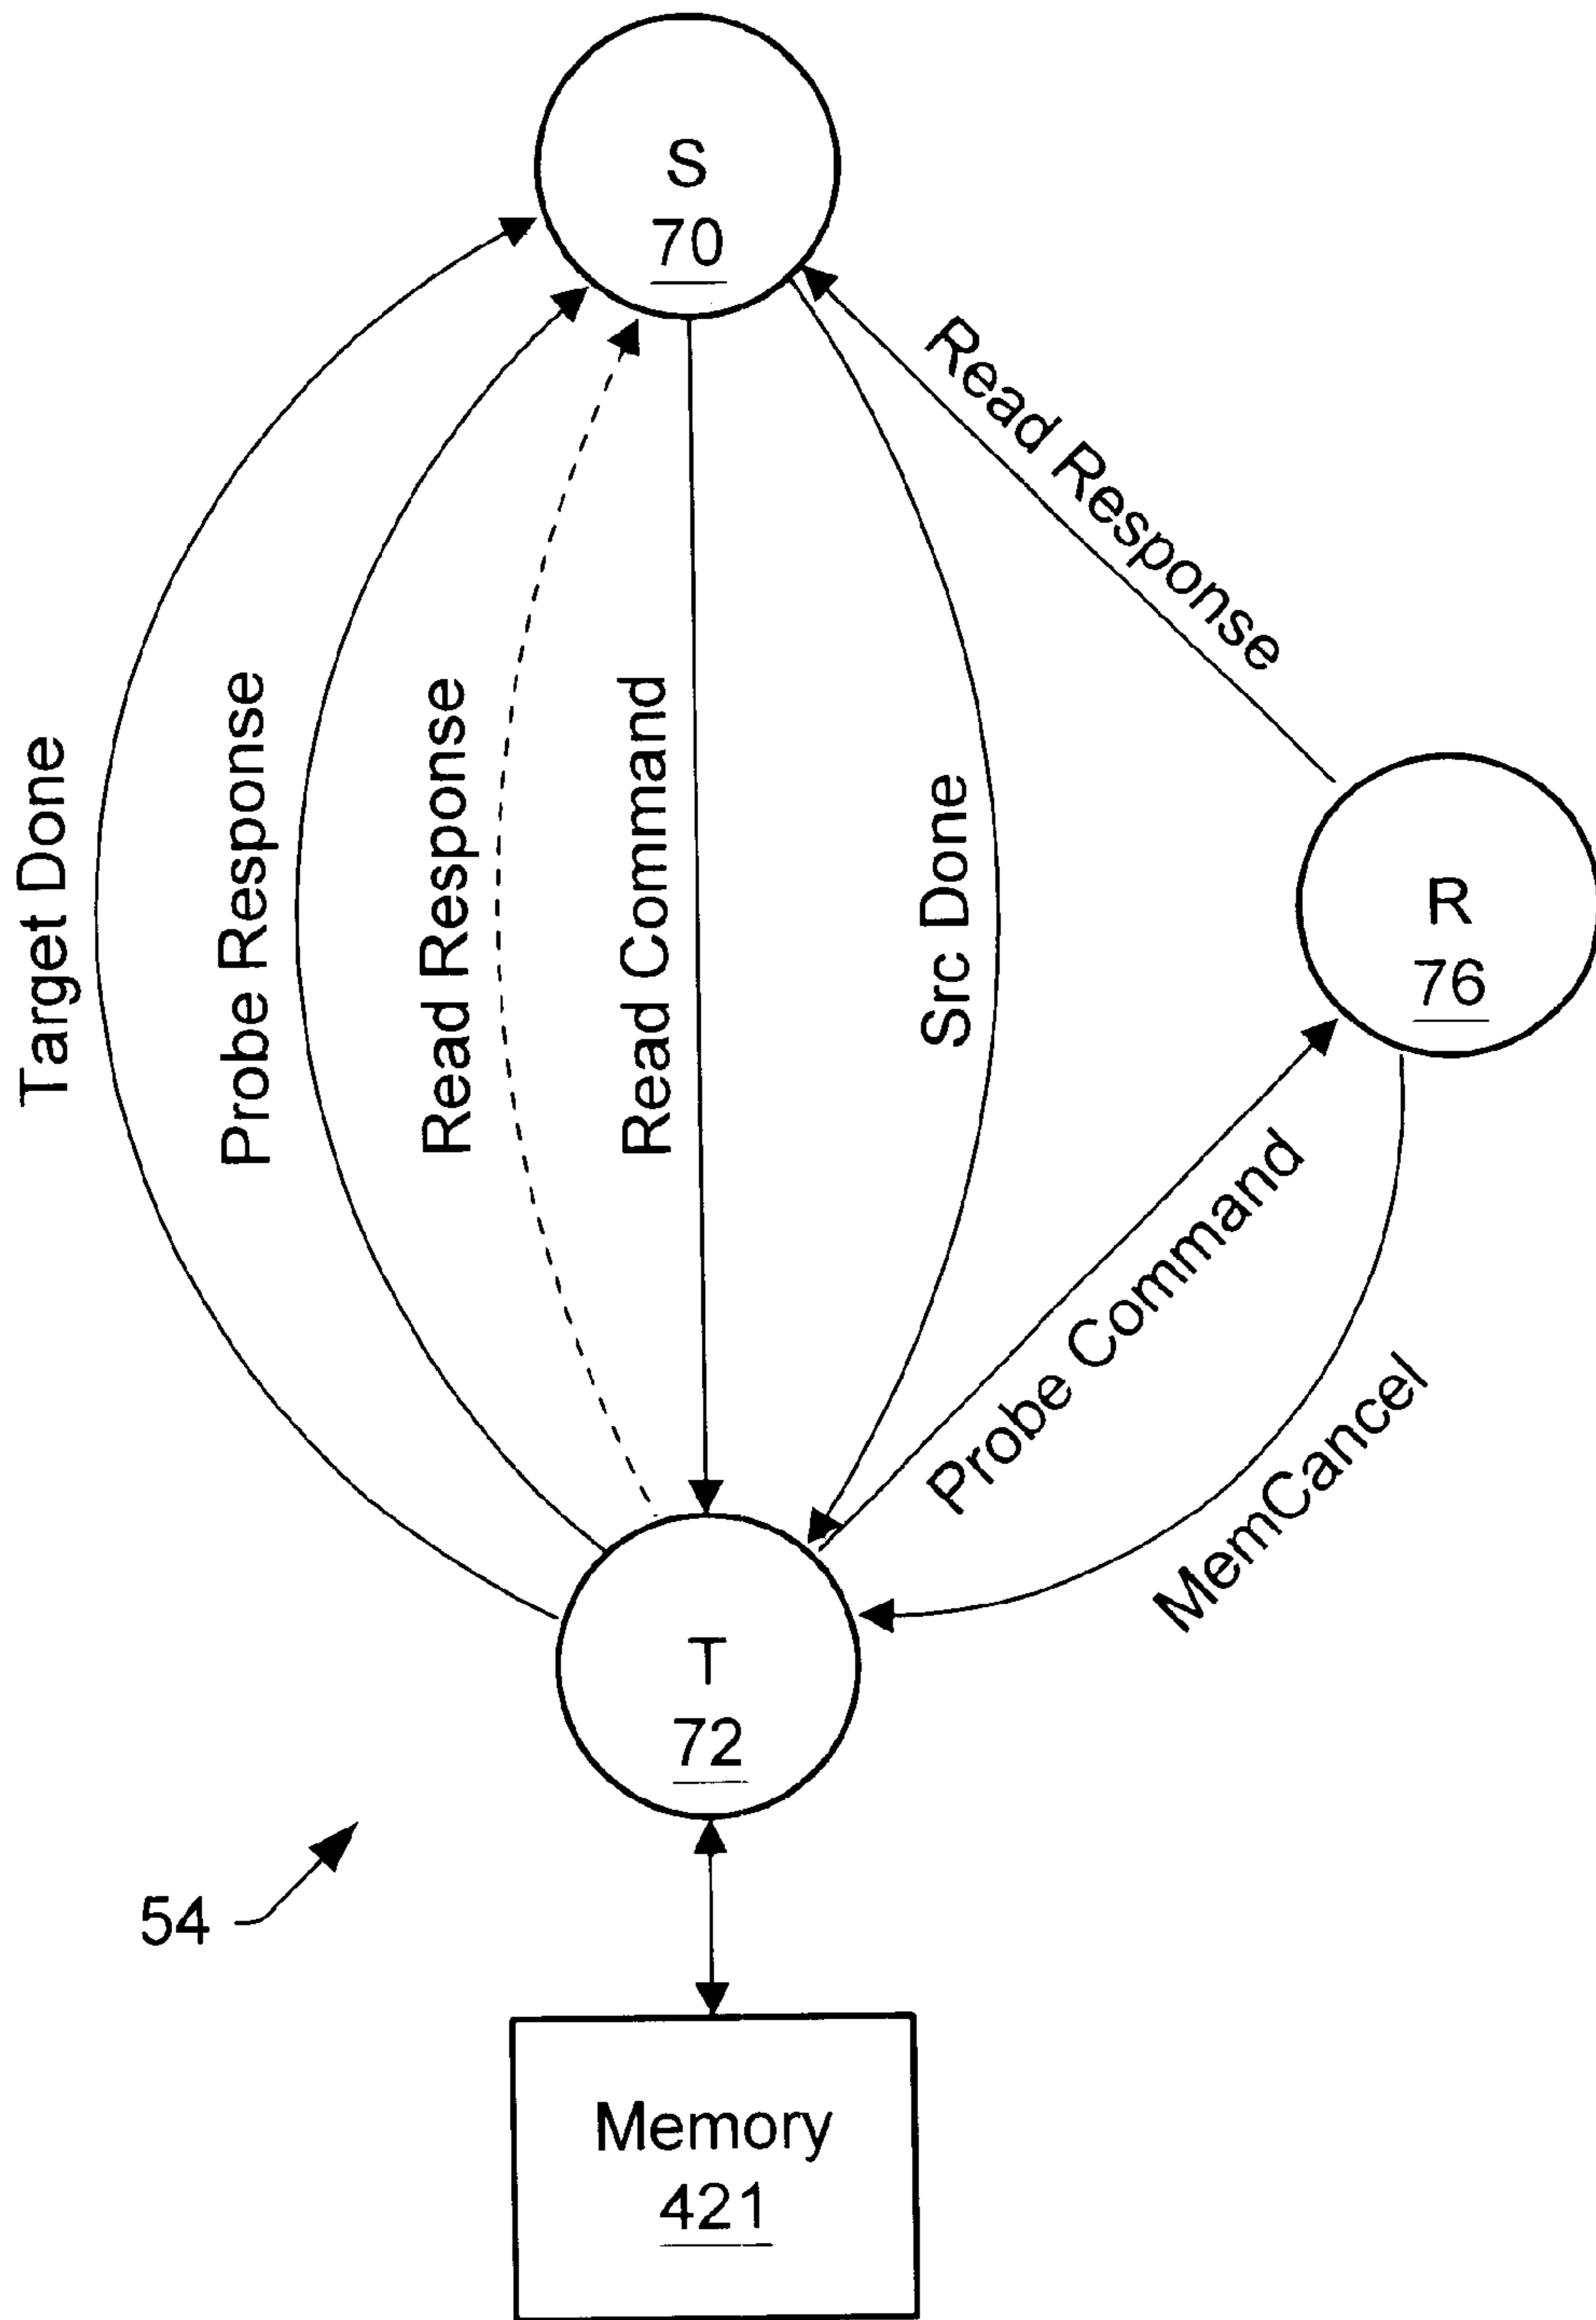 S
70
Read Response
Target Done
Probe Response
Read Response
Read Command
Src Done
R
76
Probe Command
MemCancel
T
72
54
Memory
421